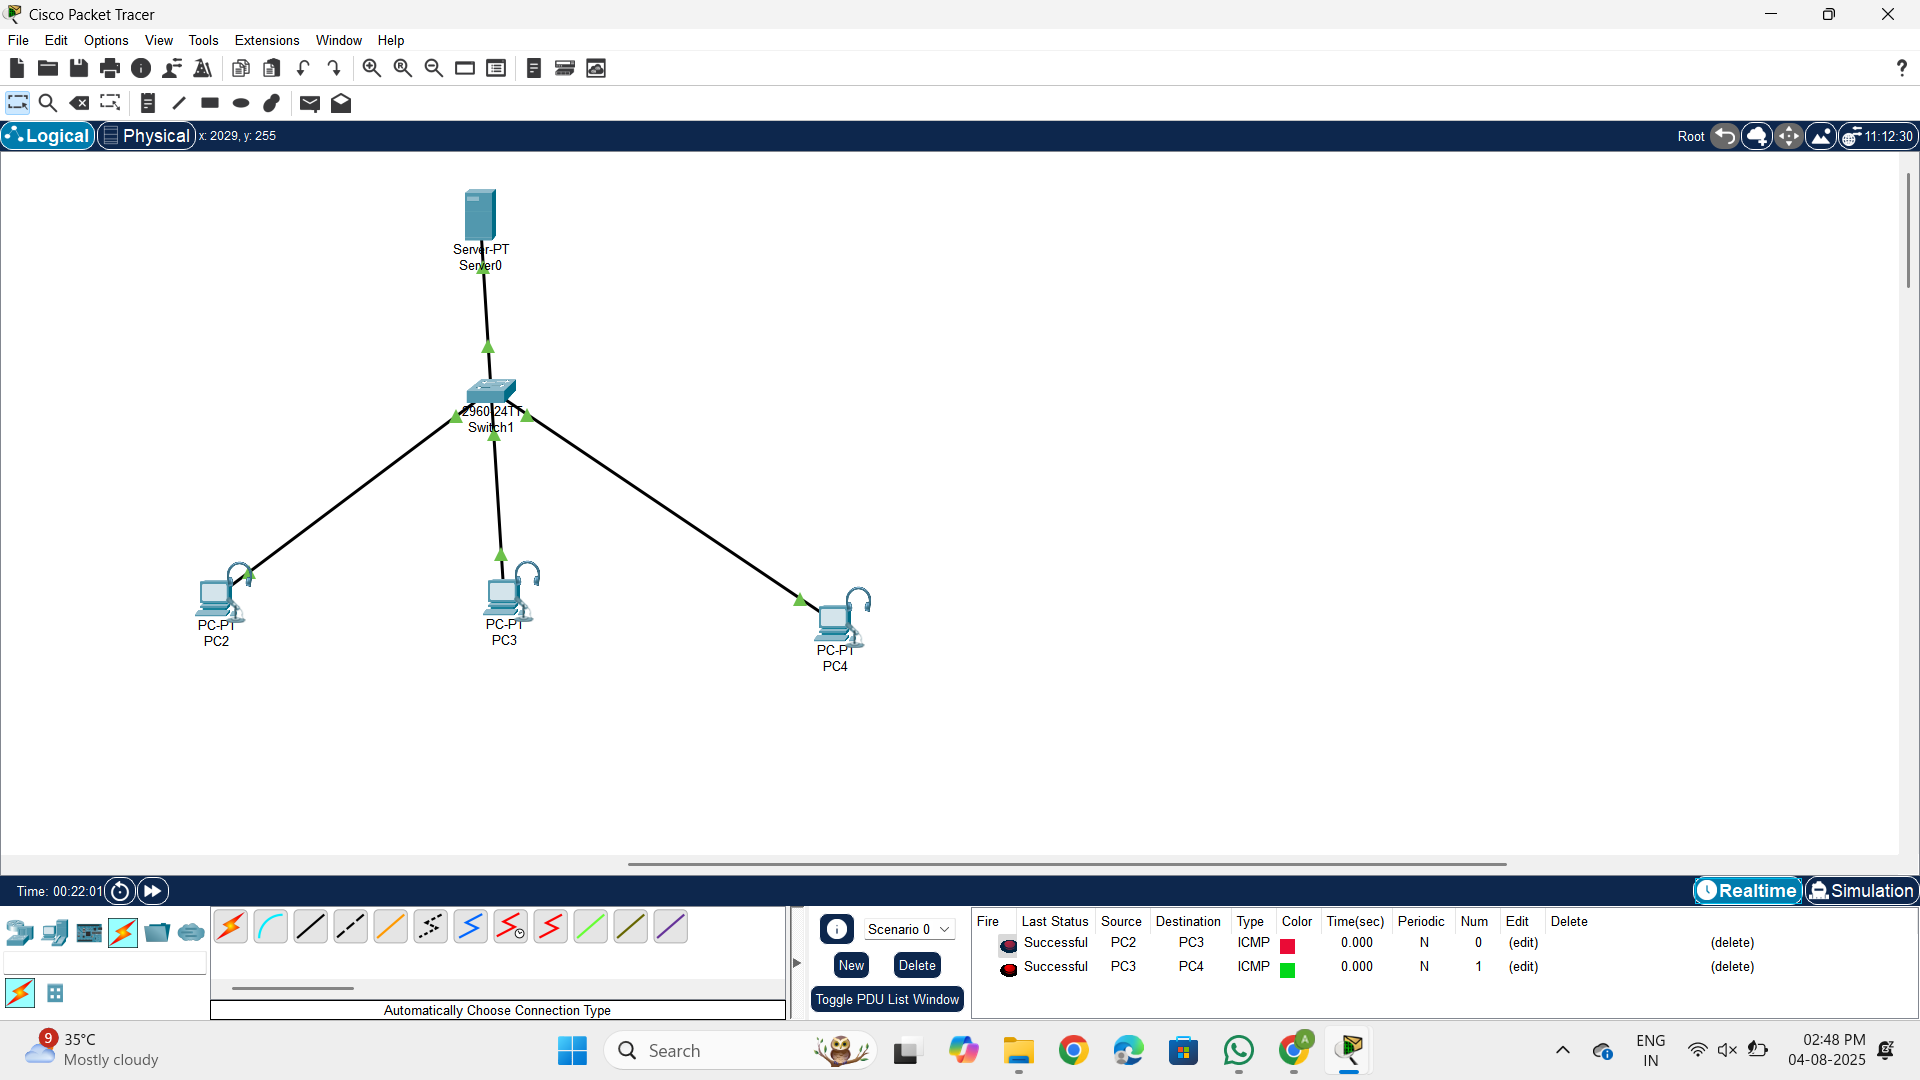 Cisco Packet Tracer
File Edit Options View Tools Extensions Window Help
?
Logical Physical x: 2029, y: 255 Root 11:12:30
Server-PT
Server0
2960-24TT
Switch1
PC-PT
PC2
PC-PT
PC3
PC-PT
PC4
Time: 00:22:01 Realtime Simulation
Scenario 0
New Delete
Toggle PDU List Window
Fire Last Status Source Destination Type Color Time(sec) Periodic Num Edit Delete
Successful PC2 PC3 ICMP 0.000 N 0 (edit) (delete)
Successful PC3 PC4 ICMP 0.000 N 1 (edit) (delete)
Automatically Choose Connection Type
9
35°C
Mostly cloudy
Search
A
ENG
IN
02:48 PM
04-08-2025